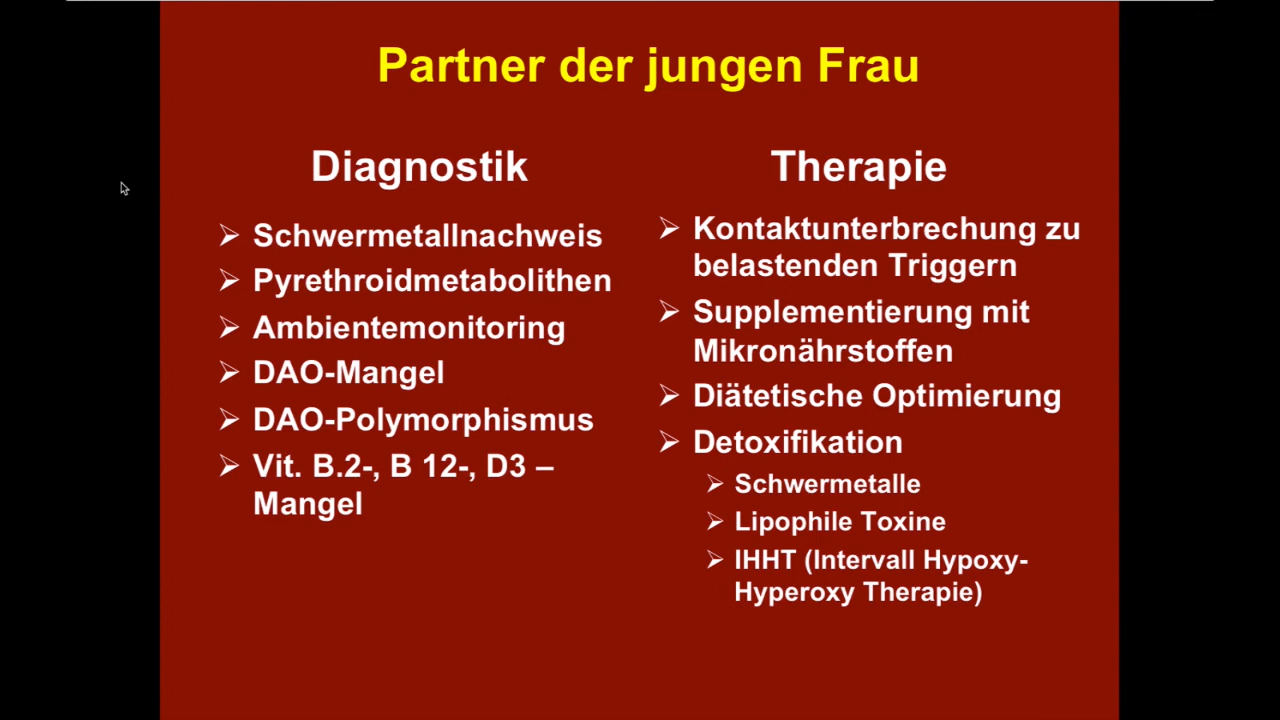 Partner der jungen Frau
Diagnostik
Schwermetallnachweis
Pyrethroidmetabolithen
Ambientemonitoring
DAO-Mangel
DAO-Polymorphismus
Vit. B.2-, B 12-, D3 –
Mangel
Therapie
Kontaktunterbrechung zu
belastenden Triggern
Supplementierung mit
Mikronährstoffen
Diätetische Optimierung
Detoxifikation
Schwermetalle
Lipophile Toxine
IHHT (Intervall Hypoxy-
Hyperoxy Therapie)